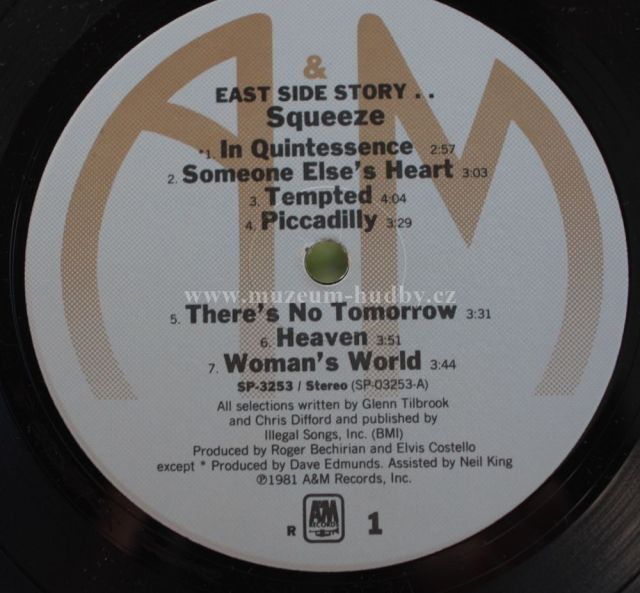 A&M
EAST SIDE STORY . .
Squeeze
*1. In Quintessence 2:57
2. Someone Else's Heart 3:03
3. Tempted 4:04
4. Piccadilly 3:29
www.muzeum-hudby.cz
5. There's No Tomorrow 3:31
6. Heaven 3:51
7. Woman's World 3:44
SP-3253 / Stereo (SP-03253-A)
All selections written by Glenn Tilbrook
and Chris Difford and published by
Illegal Songs, Inc. (BMI)
Produced by Roger Bechirian and Elvis Costello
except * Produced by Dave Edmunds. Assisted by Neil King
℗1981 A&M Records, Inc.
R A&M RECORDS 1